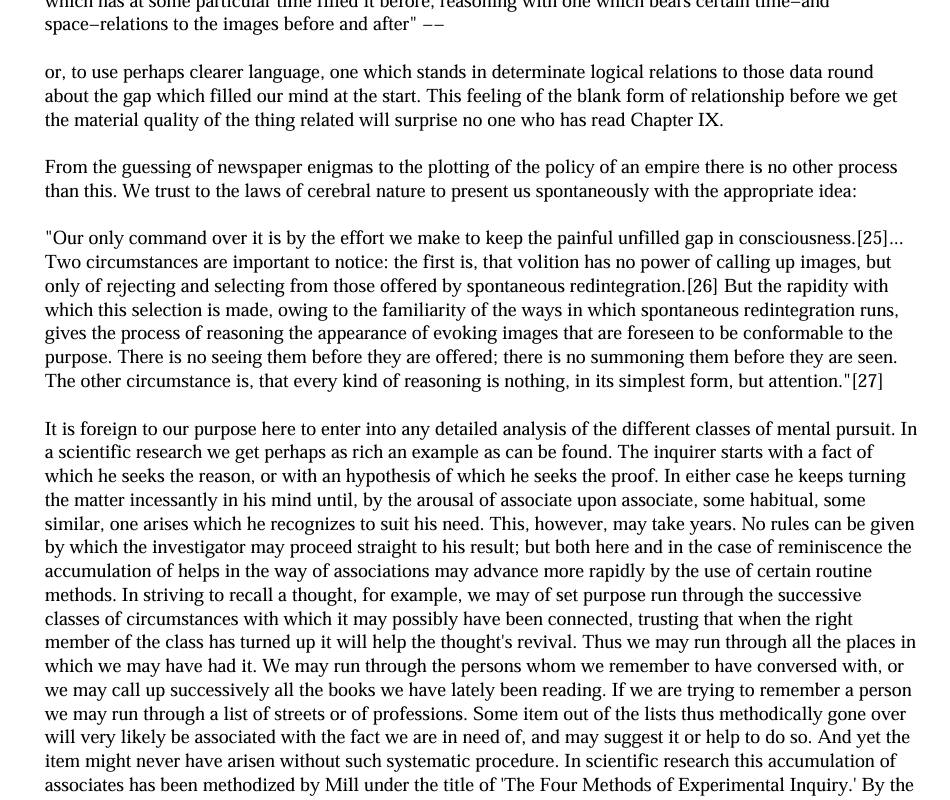 which has at some particular time filled it before, reasoning with one which bears certain time−and
space−relations to the images before and after" −−
or, to use perhaps clearer language, one which stands in determinate logical relations to those data round
about the gap which filled our mind at the start. This feeling of the blank form of relationship before we get
the material quality of the thing related will surprise no one who has read Chapter IX.
From the guessing of newspaper enigmas to the plotting of the policy of an empire there is no other process
than this. We trust to the laws of cerebral nature to present us spontaneously with the appropriate idea:
"Our only command over it is by the effort we make to keep the painful unfilled gap in consciousness.[25]...
Two circumstances are important to notice: the first is, that volition has no power of calling up images, but
only of rejecting and selecting from those offered by spontaneous redintegration.[26] But the rapidity with
which this selection is made, owing to the familiarity of the ways in which spontaneous redintegration runs,
gives the process of reasoning the appearance of evoking images that are foreseen to be conformable to the
purpose. There is no seeing them before they are offered; there is no summoning them before they are seen.
The other circumstance is, that every kind of reasoning is nothing, in its simplest form, but attention."[27]
It is foreign to our purpose here to enter into any detailed analysis of the different classes of mental pursuit. In
a scientific research we get perhaps as rich an example as can be found. The inquirer starts with a fact of
which he seeks the reason, or with an hypothesis of which he seeks the proof. In either case he keeps turning
the matter incessantly in his mind until, by the arousal of associate upon associate, some habitual, some
similar, one arises which he recognizes to suit his need. This, however, may take years. No rules can be given
by which the investigator may proceed straight to his result; but both here and in the case of reminiscence the
accumulation of helps in the way of associations may advance more rapidly by the use of certain routine
methods. In striving to recall a thought, for example, we may of set purpose run through the successive
classes of circumstances with which it may possibly have been connected, trusting that when the right
member of the class has turned up it will help the thought's revival. Thus we may run through all the places in
which we may have had it. We may run through the persons whom we remember to have conversed with, or
we may call up successively all the books we have lately been reading. If we are trying to remember a person
we may run through a list of streets or of professions. Some item out of the lists thus methodically gone over
will very likely be associated with the fact we are in need of, and may suggest it or help to do so. And yet the
item might never have arisen without such systematic procedure. In scientific research this accumulation of
associates has been methodized by Mill under the title of 'The Four Methods of Experimental Inquiry.' By the